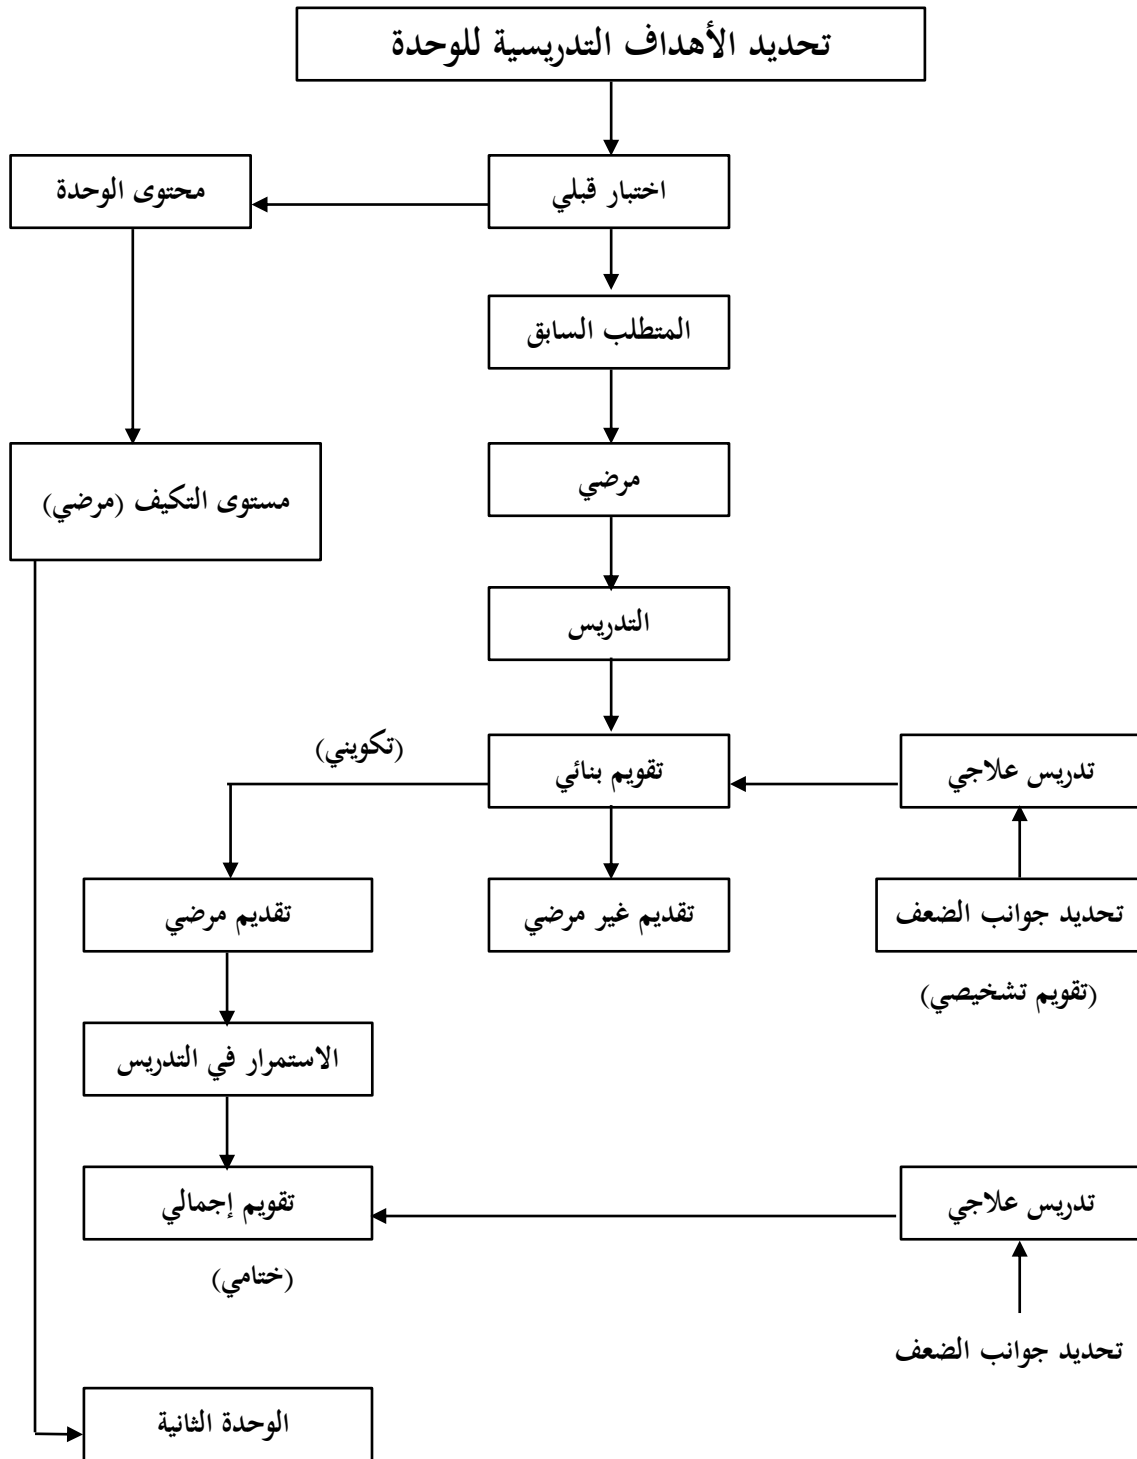 تحديد الأهداف التدريسية للوحدة
اختبار قبلي
محتوى الوحدة
المتطلب السابق
مرضي
مستوى التكيف (مرضي)
التدريس
(تكويني)
تقويم بنائي
تدريس علاجي
تحديد جوانب الضعف
تقديم غير مرضي
تقديم مرضي
(تقويم تشخيصي)
الاستمرار في التدريس
تدريس علاجي
تقويم إجمالي
(ختامي)
تحديد جوانب الضعف
الوحدة الثانية